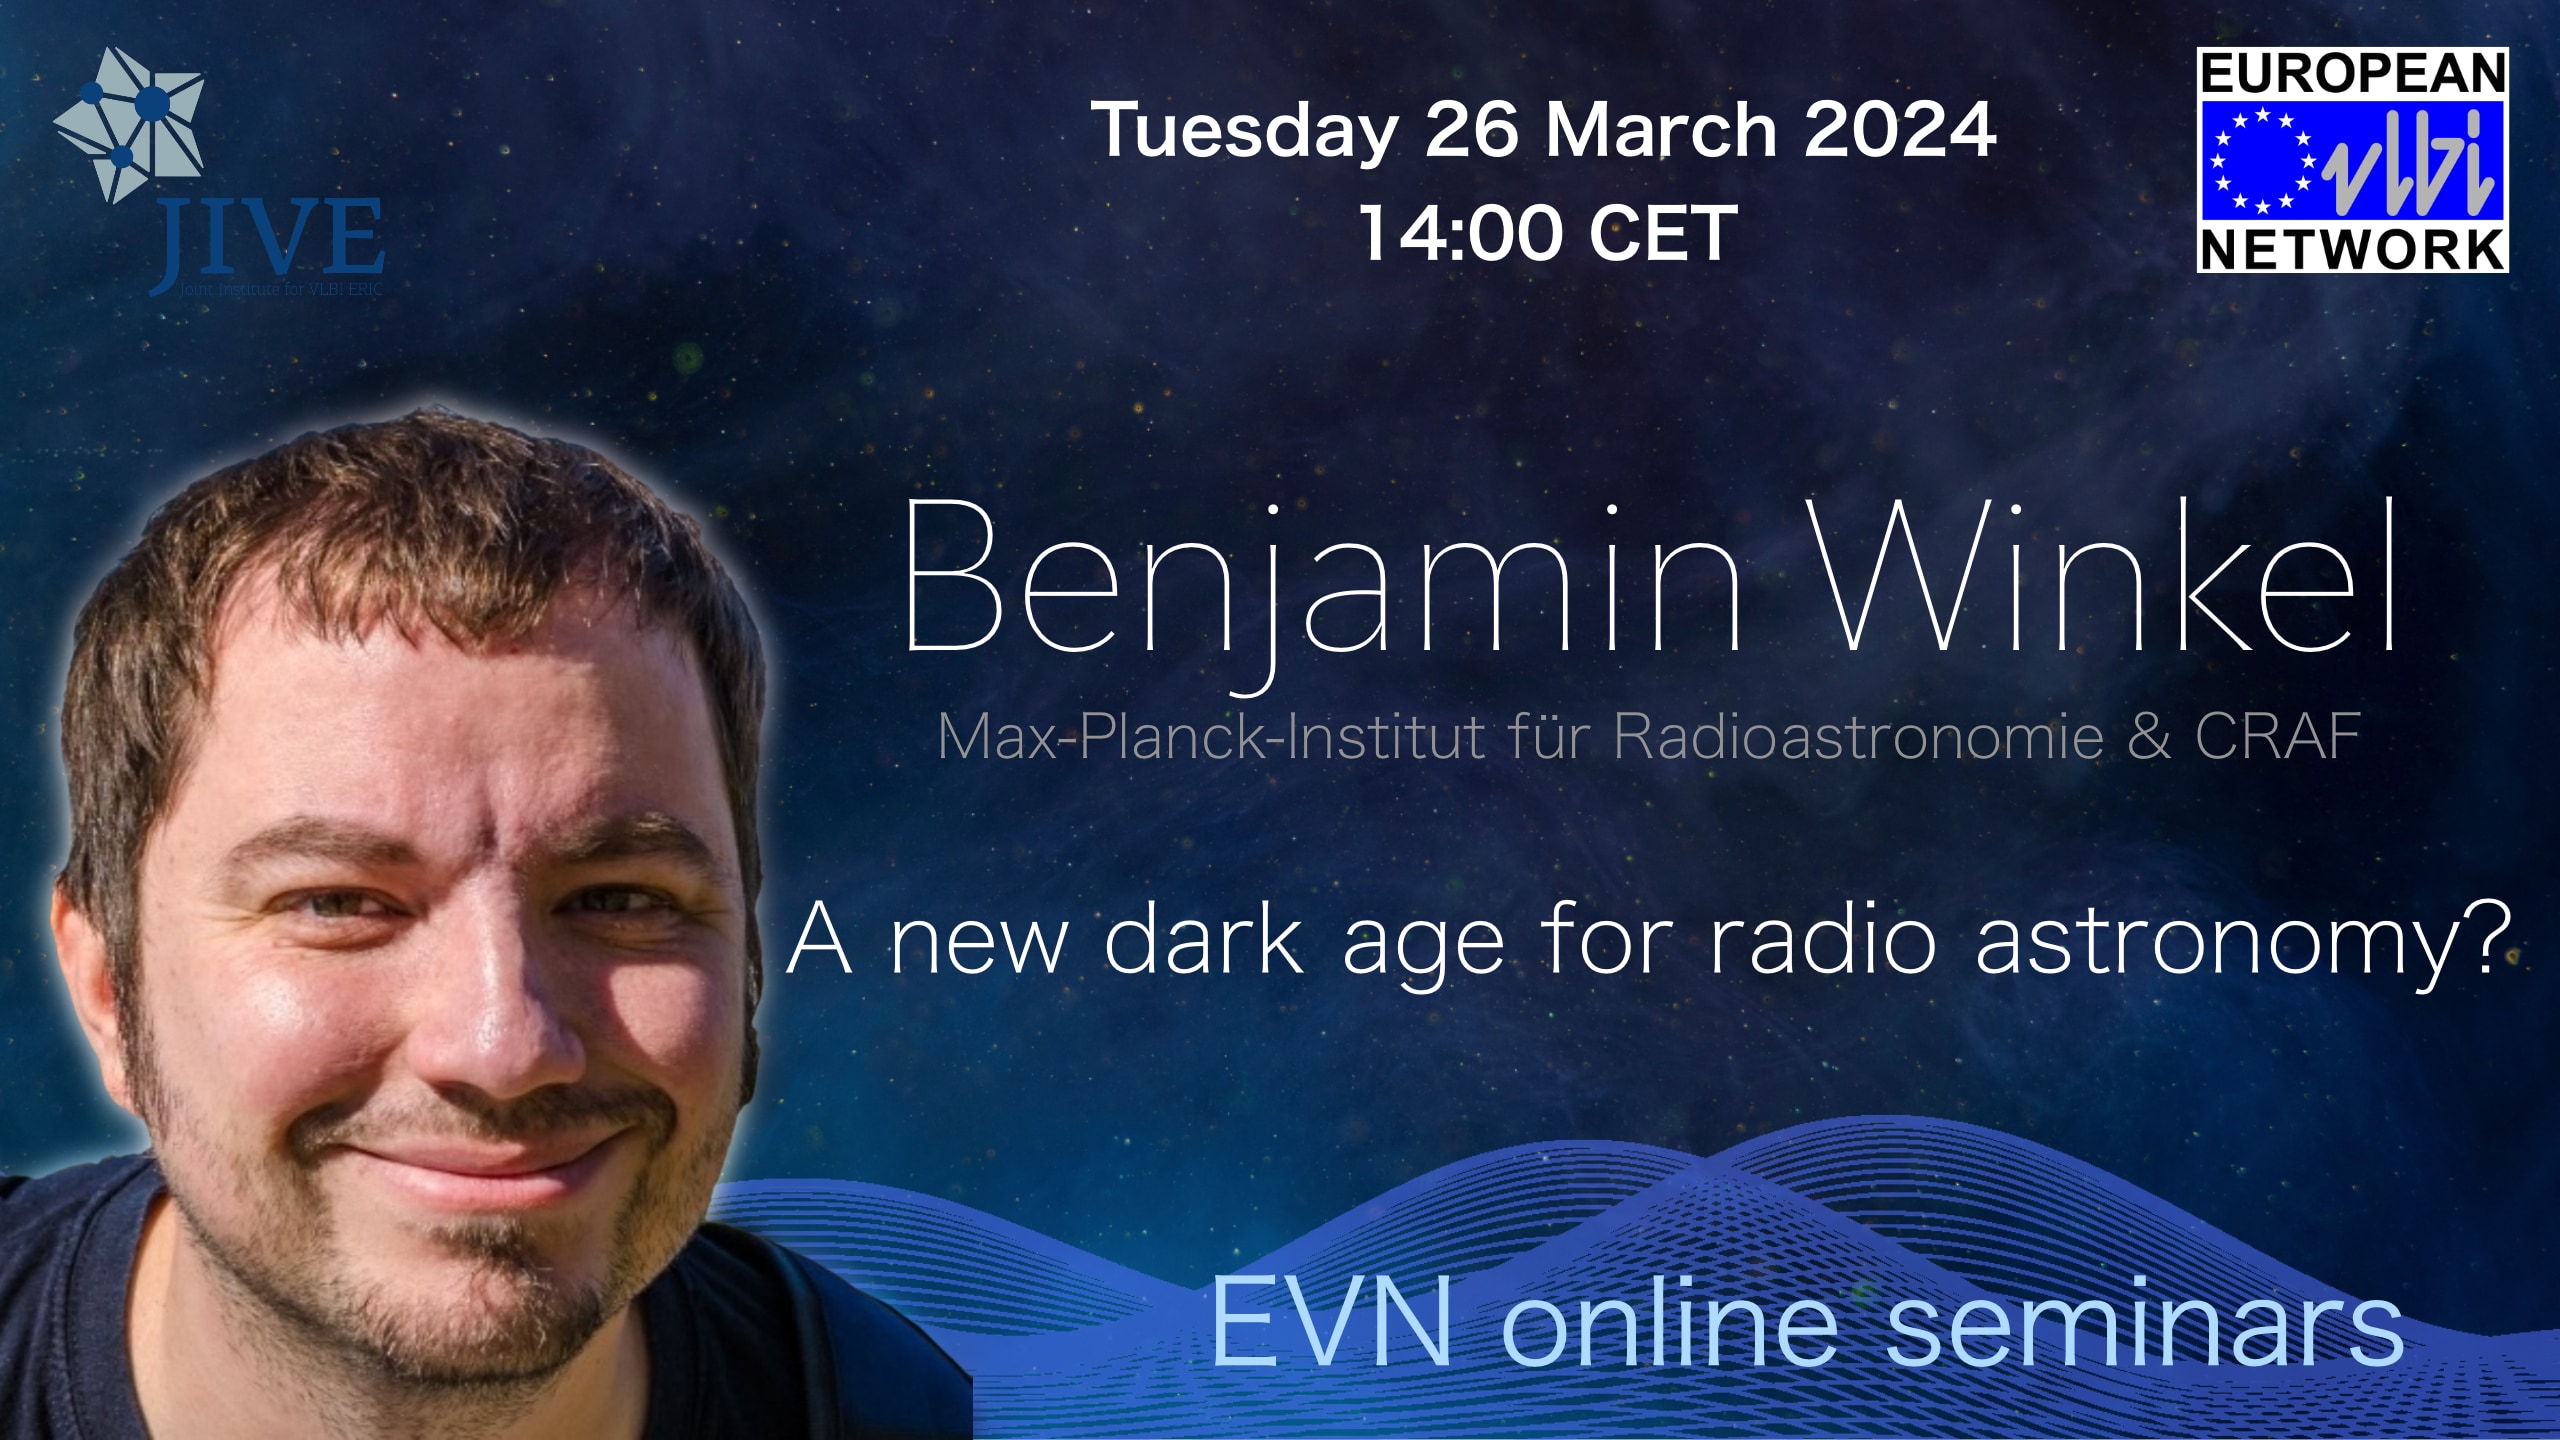 JIVE
Joint Institute for VLBI ERIC
Tuesday 26 March 2024
14:00 CET
EUROPEAN
vlbi
NETWORK
Benjamin Winkel
Max-Planck-Institut für Radioastronomie & CRAF
A new dark age for radio astronomy?
EVN online seminars